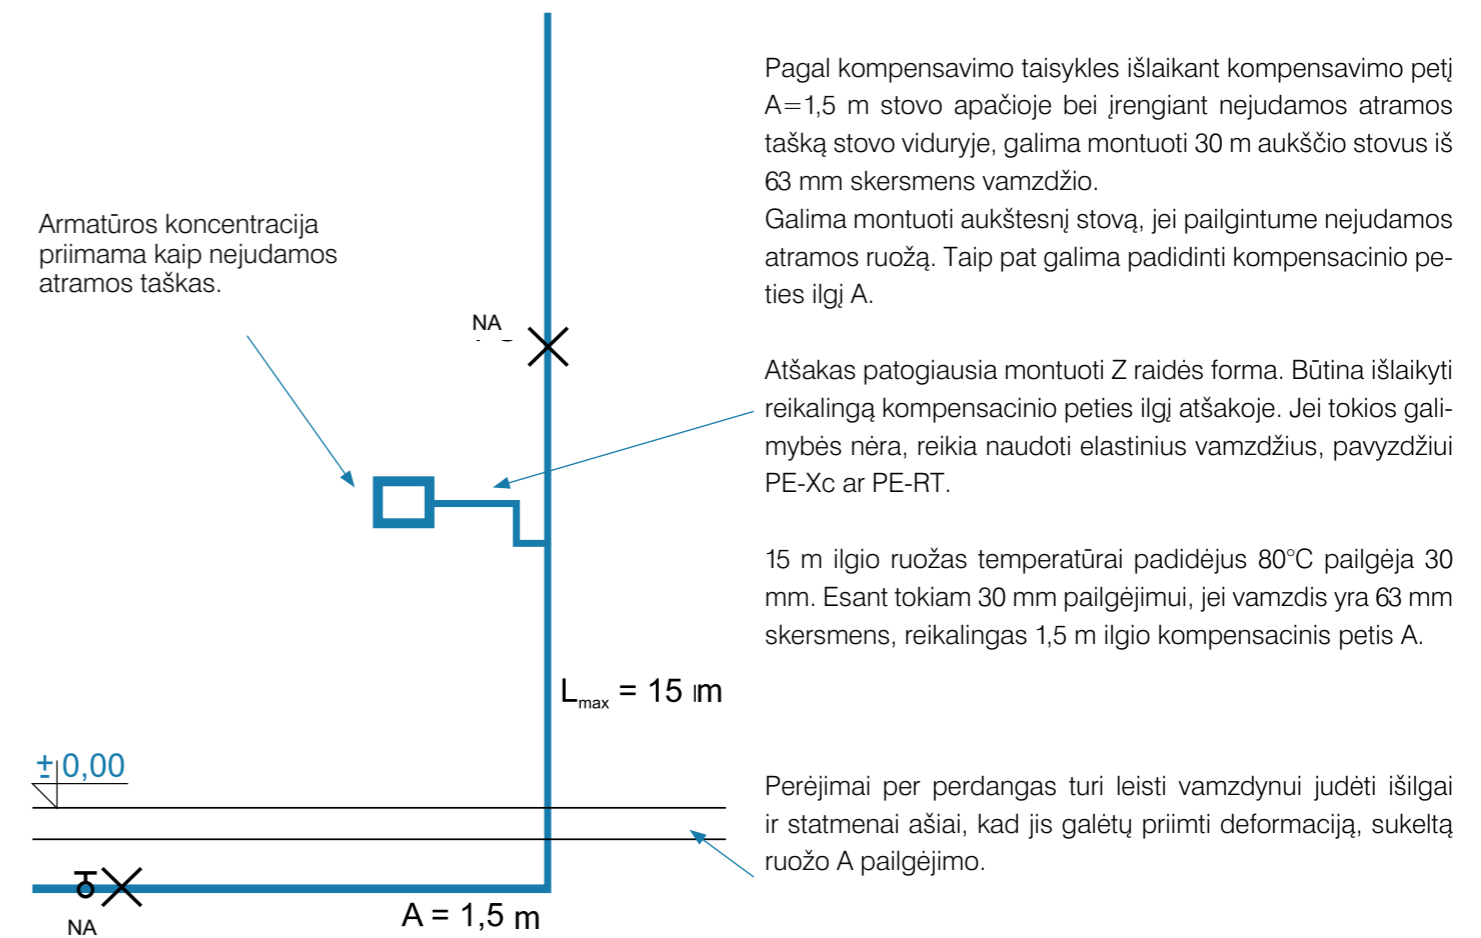 Pagal kompensavimo taisykles išlaikant kompensavimo petį
A=1,5 m stovo apačioje bei įrengiant nejudamos atramos
tašką stovo viduryje, galima montuoti 30 m aukščio stovus iš
63 mm skersmens vamzdžio.
Galima montuoti aukštesnį stovą, jei pailgintume nejudamos
atramos ruožą. Taip pat galima padidinti kompensacinio pe-
ties ilgį A.
Armatūros koncentracija
priimama kaip nejudamos
atramos taškas.
NA
Atšakas patogiausia montuoti Z raidės forma. Būtina išlaikyti
reikalingą kompensacinio peties ilgį atšakoje. Jei tokios gali-
mybės nėra, reikia naudoti elastinius vamzdžius, pavyzdžiui
PE-Xc ar PE-RT.
15 m ilgio ruožas temperatūrai padidėjus 80°C pailgėja 30
mm. Esant tokiam 30 mm pailgėjimui, jei vamzdis yra 63 mm
skersmens, reikalingas 1,5 m ilgio kompensacinis petis A.
Lmax = 15 m
±0,00
Perėjimai per perdangas turi leisti vamzdynui judėti išilgai
ir statmenai ašiai, kad jis galėtų priimti deformaciją, sukeltą
ruožo A pailgėjimo.
A = 1,5 m
NA